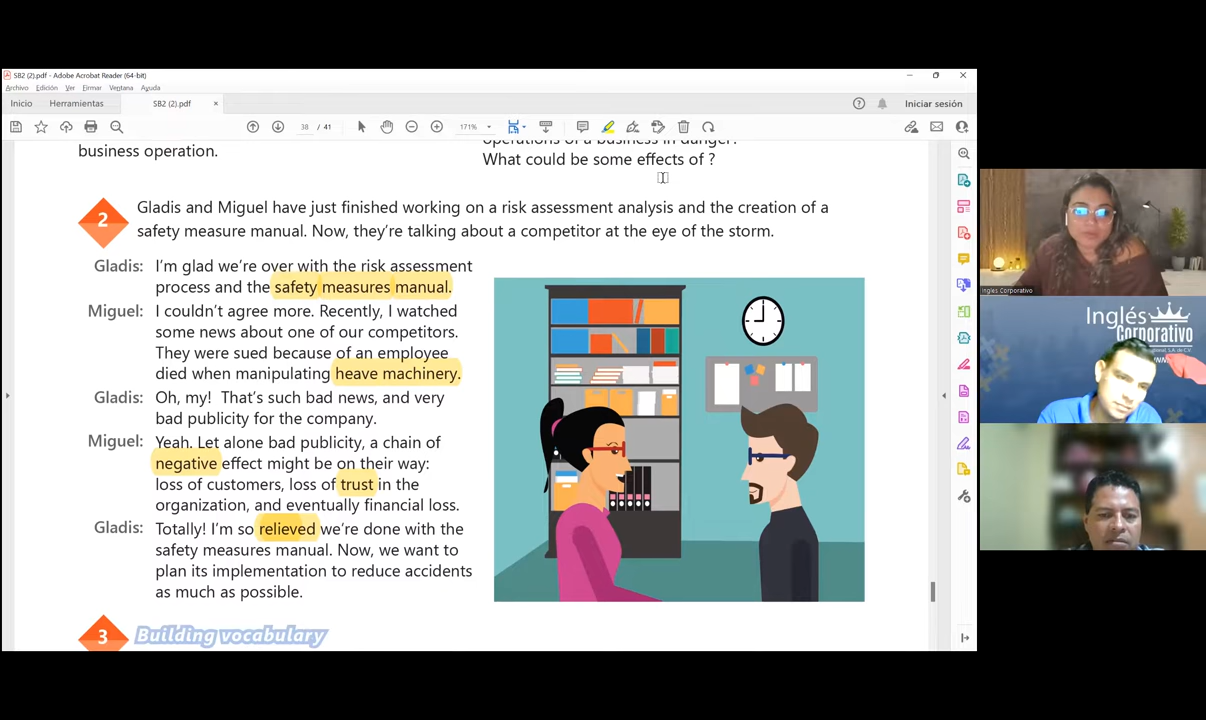 SB2 (2).pdf - Adobe Acrobat Reader (64-bit)
Archivo Edición Ver Firmar Ventana Ayuda
Inicio Herramientas SB2 (2).pdf × Iniciar sesión
38 / 41 171%
business operation.
operations of a business in danger?
What could be some effects of ?
2
Gladis and Miguel have just finished working on a risk assessment analysis and the creation of a
safety measure manual. Now, they're talking about a competitor at the eye of the storm.
Gladis: I'm glad we're over with the risk assessment
process and the safety measures manual.
Miguel: I couldn't agree more. Recently, I watched
some news about one of our competitors.
They were sued because of an employee
died when manipulating heave machinery.
Gladis: Oh, my! That's such bad news, and very
bad publicity for the company.
Miguel: Yeah. Let alone bad publicity, a chain of
negative effect might be on their way:
loss of customers, loss of trust in the
organization, and eventually financial loss.
Gladis: Totally! I'm so relieved we're done with the
safety measures manual. Now, we want to
plan its implementation to reduce accidents
as much as possible.
3 Building vocabulary
Ingles Corporativo
Inglés
Corporativo